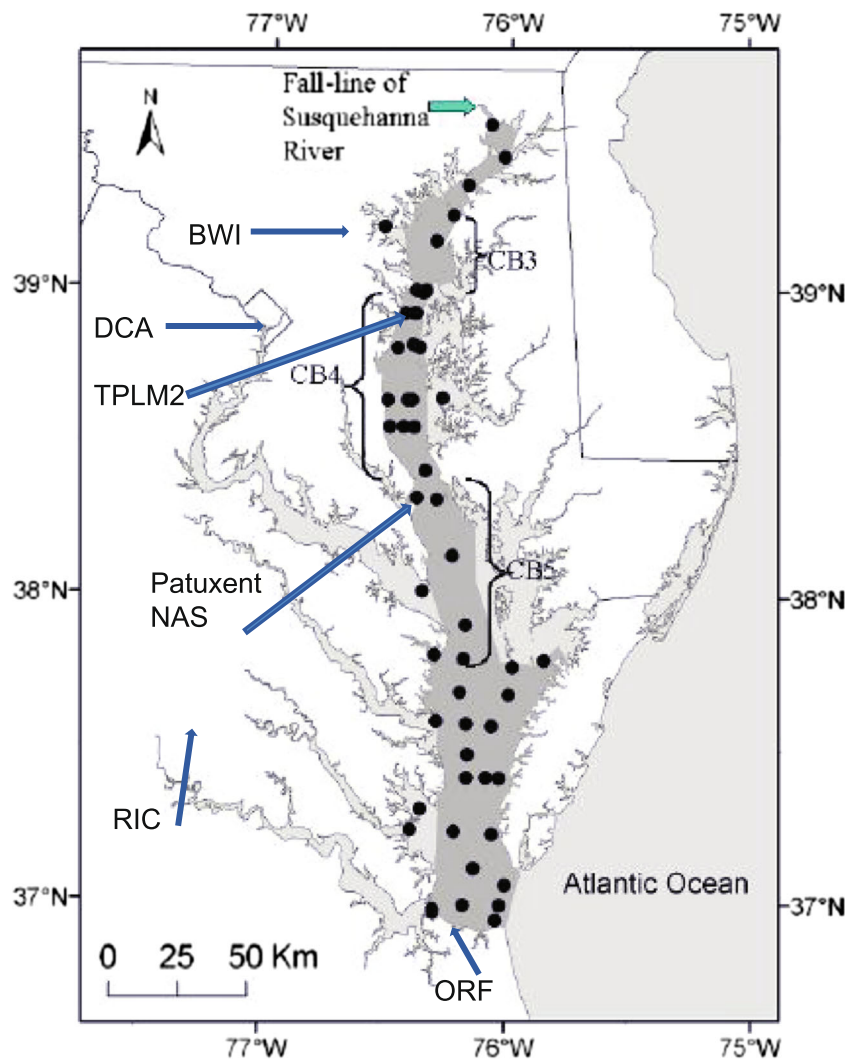 77°W 76°W 75°W
N
Fall-line of
Susquehanna
River
BWI
CB3
39°N 39°N
DCA
TPLM2
CB4
Patuxent
NAS
CB5
38°N 38°N
RIC
Atlantic Ocean
37°N 37°N
0 25 50 Km
ORF
77°W 76°W 75°W